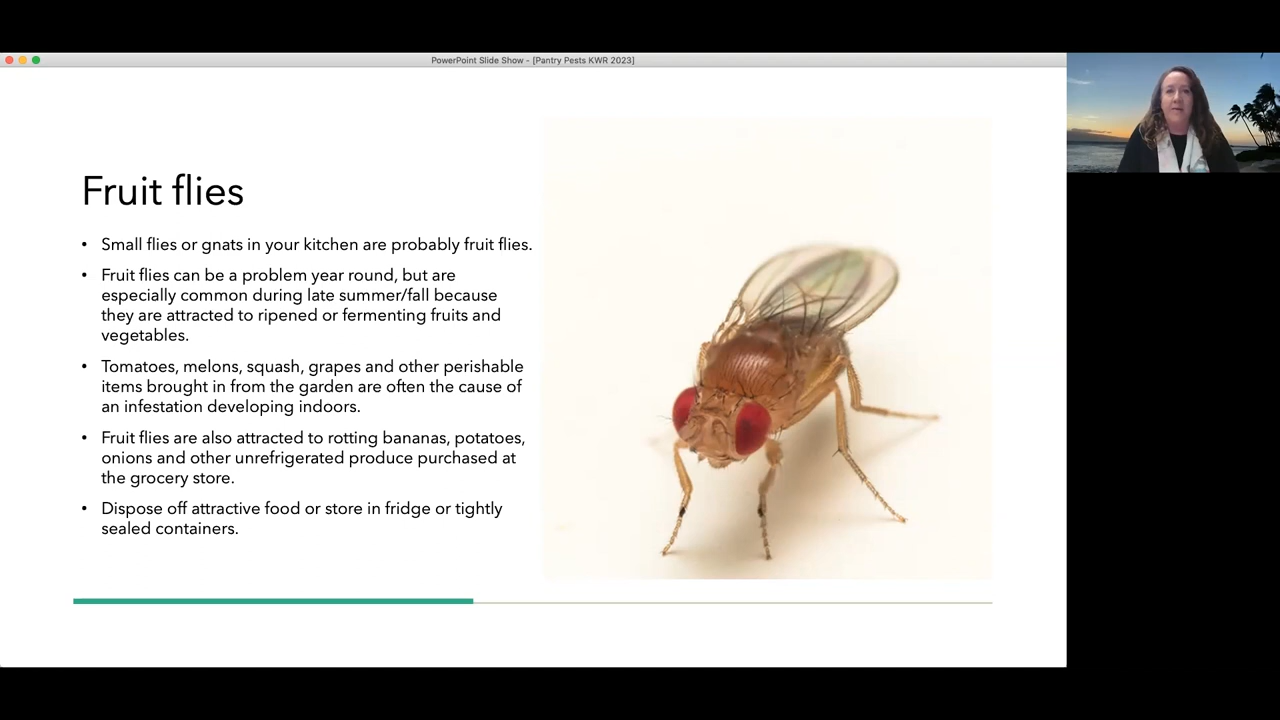 PowerPoint Slide Show - [Pantry Pests KWR 2023]
Fruit flies
• Small flies or gnats in your kitchen are probably fruit flies.
• Fruit flies can be a problem year round, but are
especially common during late summer/fall because
they are attracted to ripened or fermenting fruits and
vegetables.
• Tomatoes, melons, squash, grapes and other perishable
items brought in from the garden are often the cause of
an infestation developing indoors.
• Fruit flies are also attracted to rotting bananas, potatoes,
onions and other unrefrigerated produce purchased at
the grocery store.
• Dispose off attractive food or store in fridge or tightly
sealed containers.